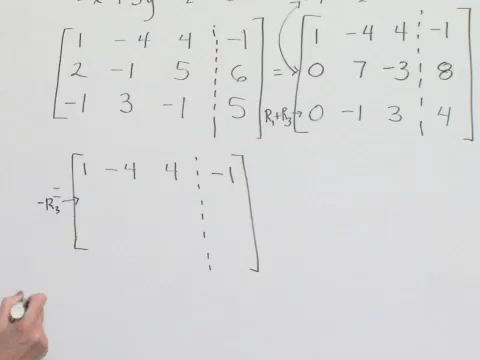 1 -4 4 -1 1 -4 4 -1
2 -1 5 6 = 0 7 -3 8
-1 3 -1 5 R₁+R₃→ 0 -1 3 4
1 -4 4 -1
=
-R₃→